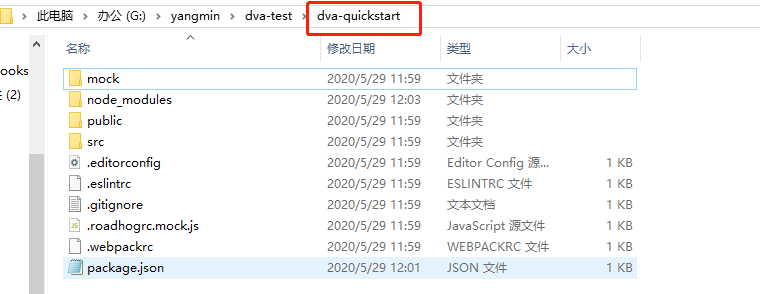 此电脑 › 办公 (G:) › yangmin › dva-test › dva-quickstart
名称 修改日期 类型 大小
mock 2020/5/29 11:59 文件夹
node_modules 2020/5/29 12:03 文件夹
public 2020/5/29 11:59 文件夹
src 2020/5/29 11:59 文件夹
.editorconfig 2020/5/29 11:59 Editor Config 源... 1 KB
.eslintrc 2020/5/29 11:59 ESLINTRC 文件 1 KB
.gitignore 2020/5/29 11:59 文本文档 1 KB
.roadhogrc.mock.js 2020/5/29 11:59 JavaScript 源文件 1 KB
.webpackrc 2020/5/29 11:59 WEBPACKRC 文件 1 KB
package.json 2020/5/29 12:01 JSON 文件 1 KB
ooks
(2)